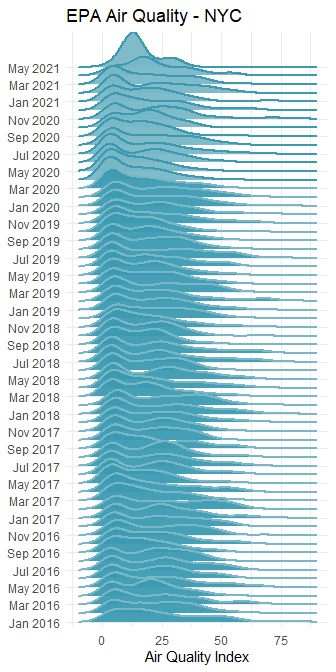 EPA Air Quality - NYC
May 2021
Mar 2021
Jan 2021
Nov 2020
Sep 2020
Jul 2020
May 2020
Mar 2020
Jan 2020
Nov 2019
Sep 2019
Jul 2019
May 2019
Mar 2019
Jan 2019
Nov 2018
Sep 2018
Jul 2018
May 2018
Mar 2018
Jan 2018
Nov 2017
Sep 2017
Jul 2017
May 2017
Mar 2017
Jan 2017
Nov 2016
Sep 2016
Jul 2016
May 2016
Mar 2016
Jan 2016
0 25 50 75
Air Quality Index